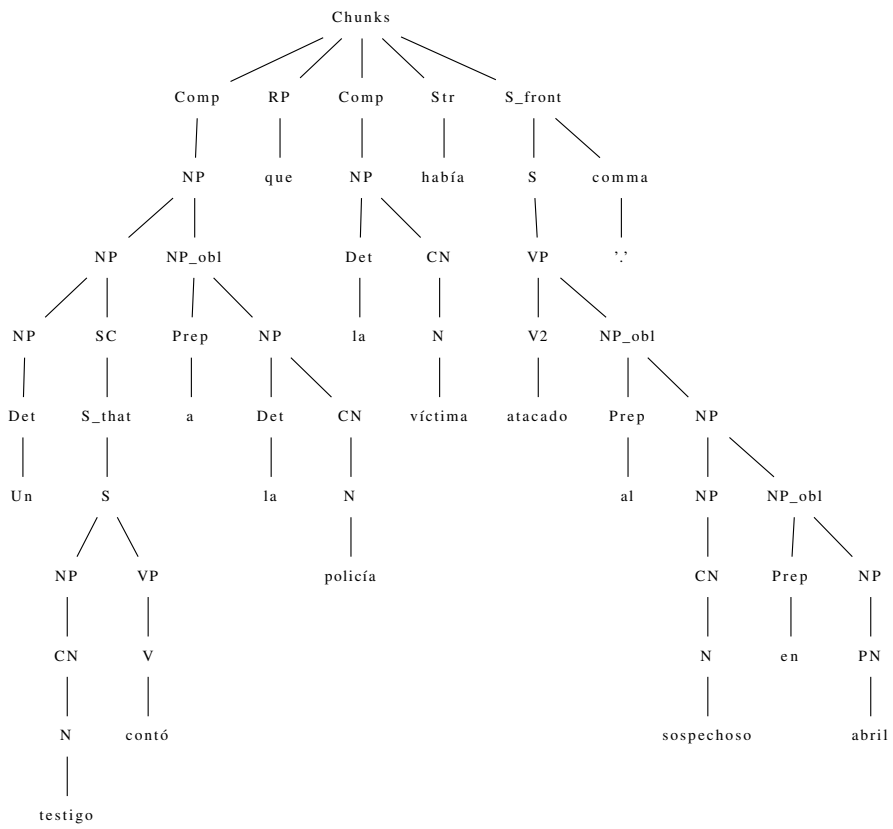 Chunks
Comp RP Comp Str S_front
NP que NP había S comma
NP NP_obl Det CN VP '.'
NP SC Prep NP la N V2 NP_obl
Det S_that a Det CN víctima atacado Prep NP
Un S la N al NP NP_obl
NP VP policía CN Prep NP
CN V N en PN
N contó sospechoso abril
testigo